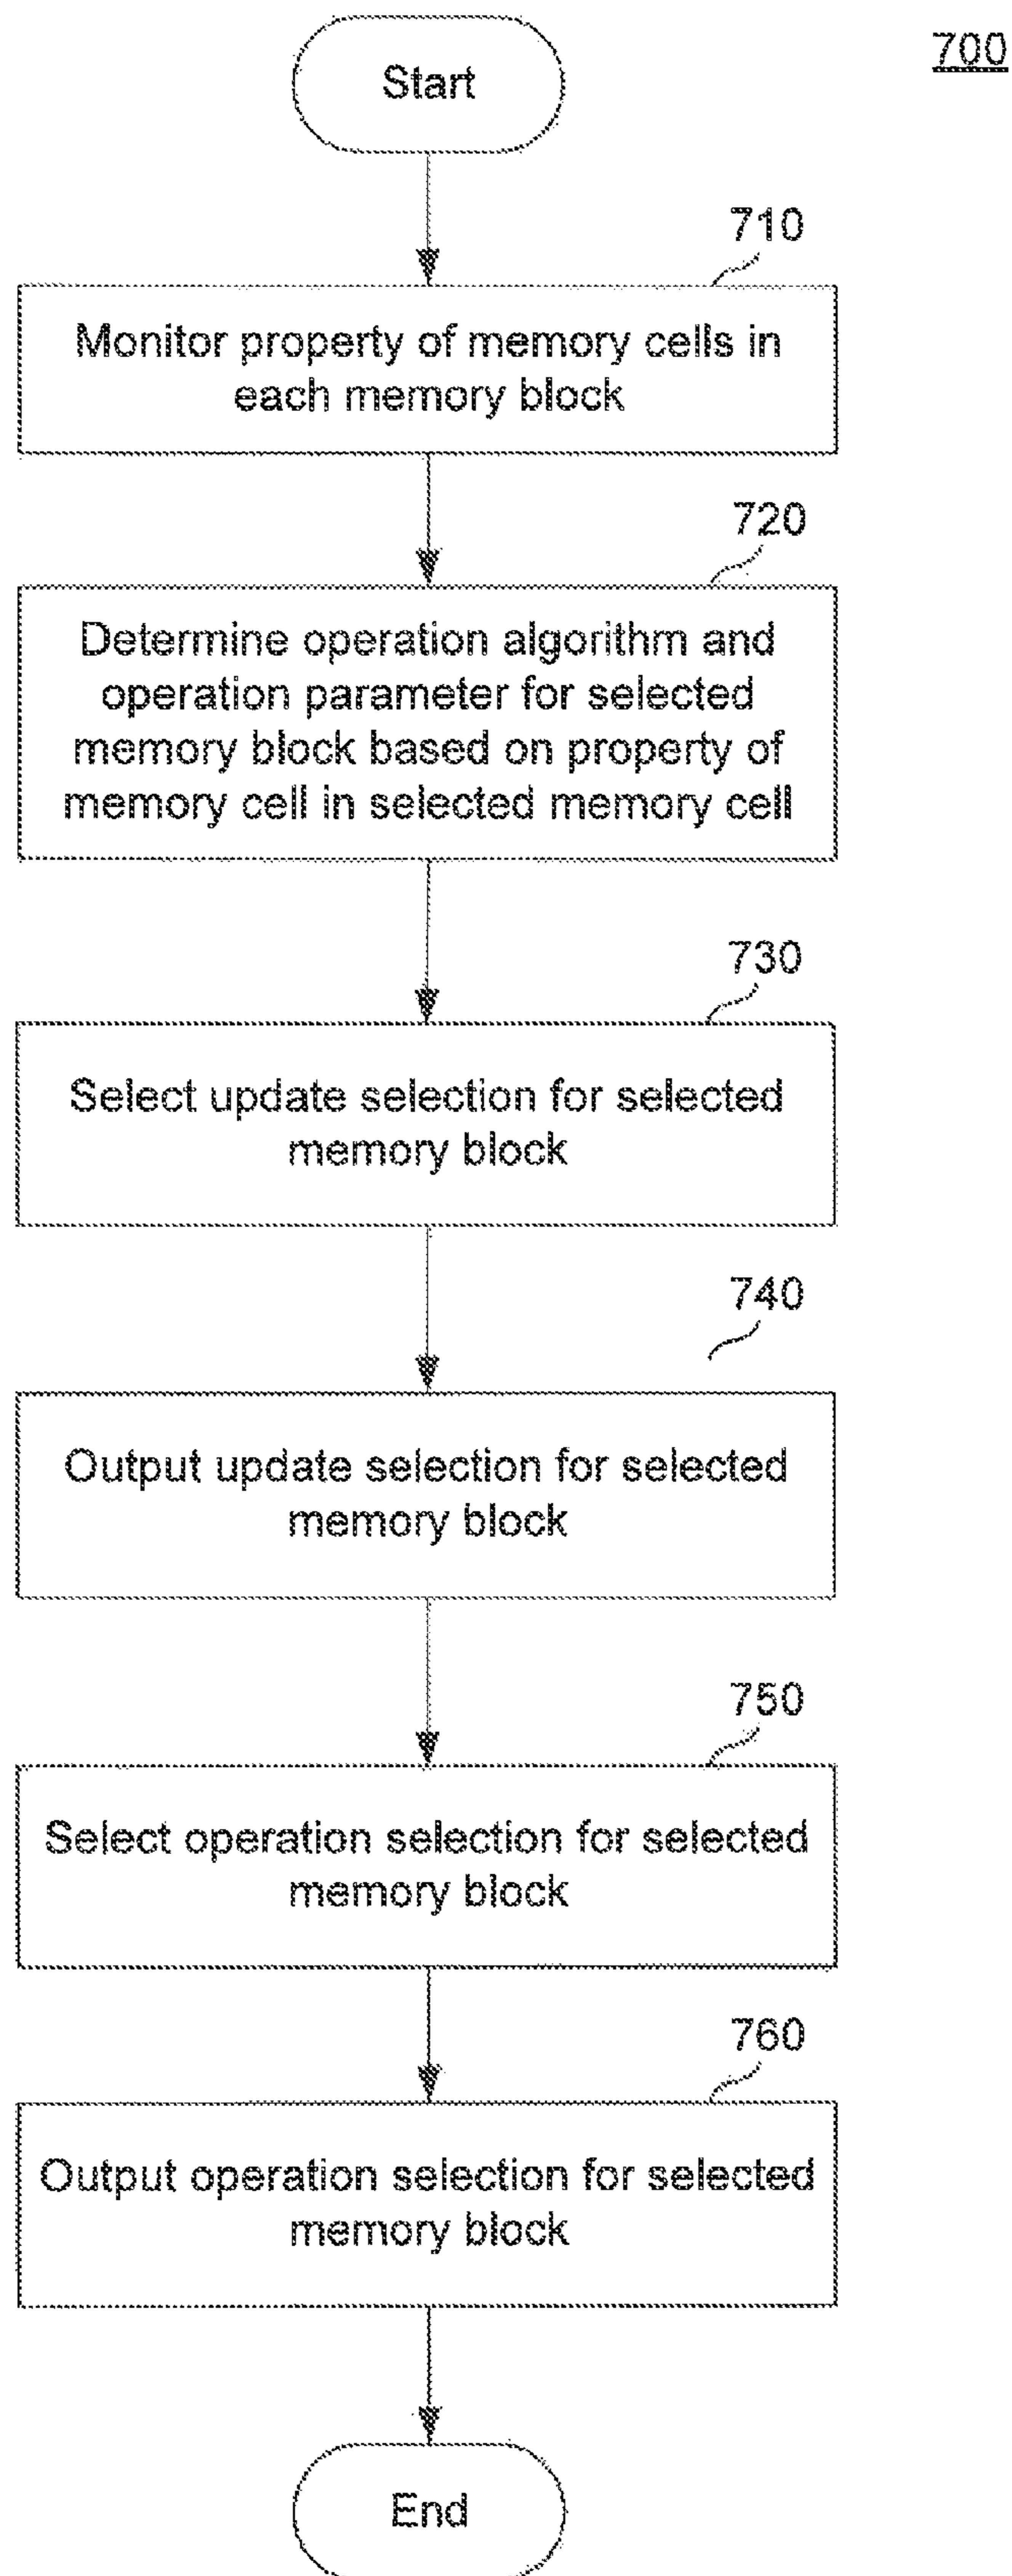 700
Start
710
Monitor property of memory cells in
each memory block
720
Determine operation algorithm and
operation parameter for selected
memory block based on property of
memory cell in selected memory cell
730
Select update selection for selected
memory block
740
Output update selection for selected
memory block
750
Select operation selection for selected
memory block
760
Output operation selection for selected
memory block
End